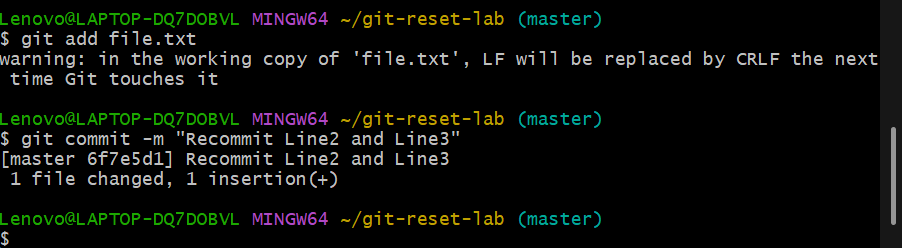 Lenovo@LAPTOP-DQ7DOBVL MINGW64 ~/git-reset-lab (master)
$ git add file.txt
warning: in the working copy of 'file.txt', LF will be replaced by CRLF the next
 time Git touches it
Lenovo@LAPTOP-DQ7DOBVL MINGW64 ~/git-reset-lab (master)
$ git commit -m "Recommit Line2 and Line3"
[master 6f7e5d1] Recommit Line2 and Line3
 1 file changed, 1 insertion(+)
Lenovo@LAPTOP-DQ7DOBVL MINGW64 ~/git-reset-lab (master)
$